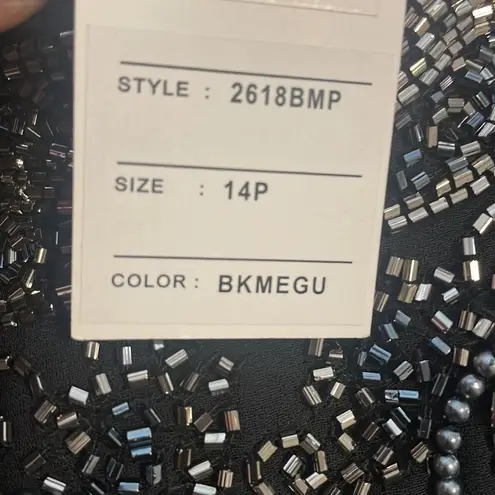 STYLE : 2618BMP
SIZE : 14P
COLOR : BKMEGU